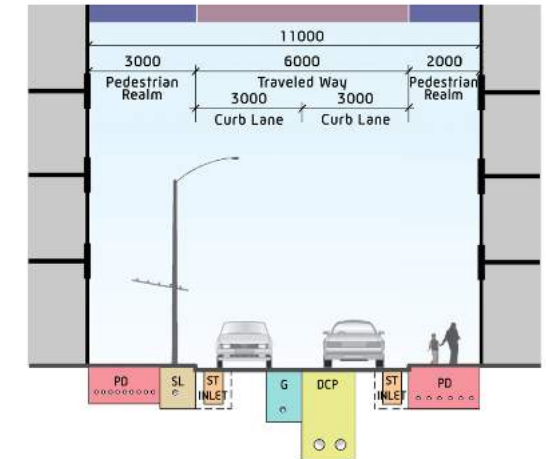 11000
3000 6000 2000
Pedestrian Realm Traveled Way Pedestrian Realm
3000 3000
Curb Lane Curb Lane
PD SL ST INLET G DCP ST INLET PD